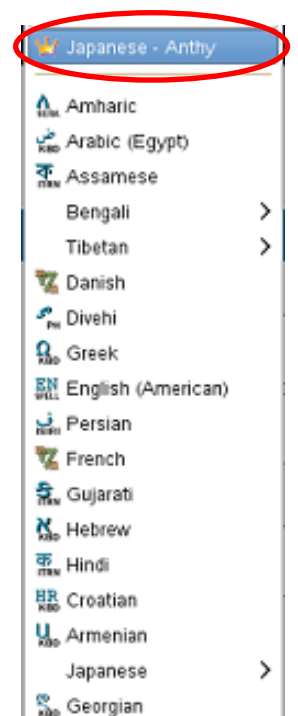 Japanese - Anthy
Amharic
Arabic (Egypt)
Assamese
Bengali
Tibetan
Danish
Divehi
Greek
English (American)
Persian
French
Gujarati
Hebrew
Hindi
Croatian
Armenian
Japanese
Georgian